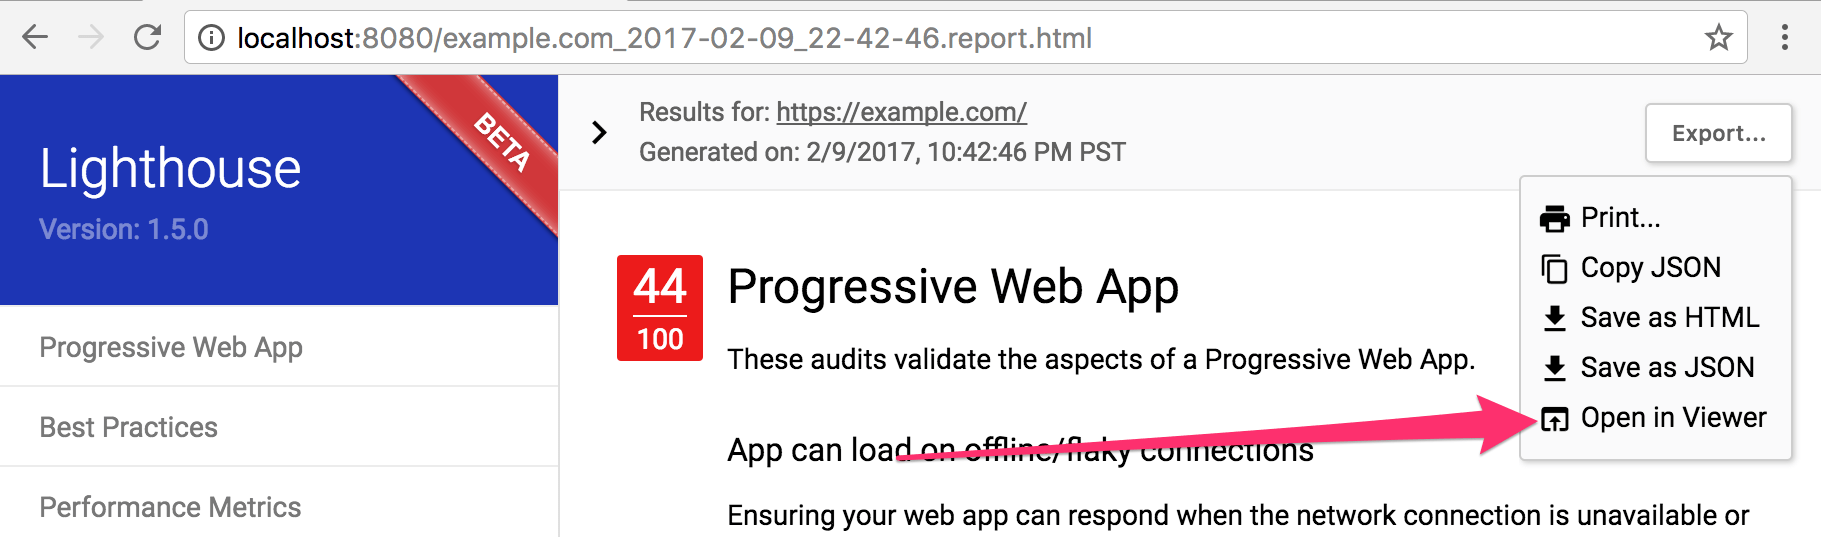 localhost:8080/example.com_2017-02-09_22-42-46.report.html
BETA
Lighthouse
Version: 1.5.0
Progressive Web App
Best Practices
Performance Metrics
Results for: https://example.com/
Generated on: 2/9/2017, 10:42:46 PM PST
Export...
Print...
Copy JSON
Save as HTML
Save as JSON
Open in Viewer
44
100
Progressive Web App
These audits validate the aspects of a Progressive Web App.
App can load on offline/flaky connections
Ensuring your web app can respond when the network connection is unavailable or